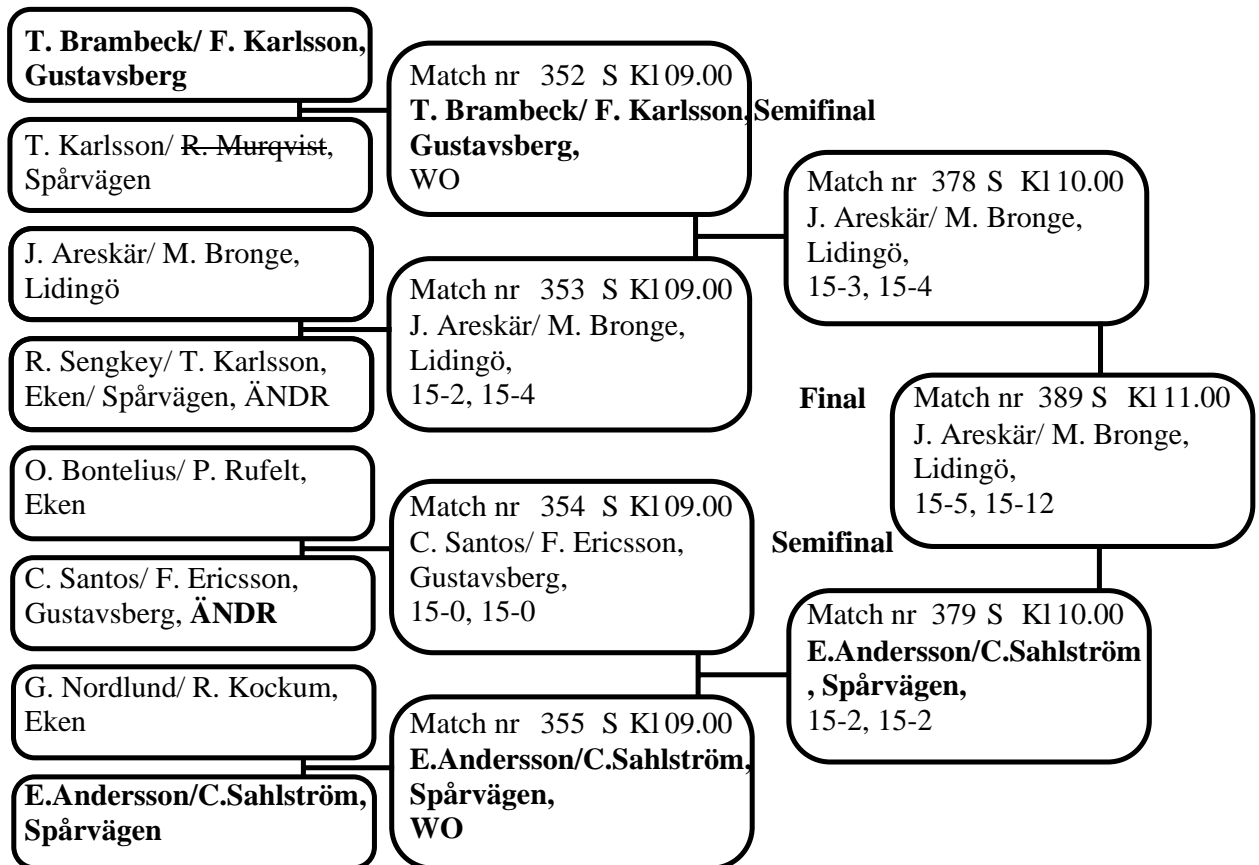 T. Brambeck/ F. Karlsson,
Gustavsberg
T. Karlsson/ R. Murqvist,
Spårvägen
J. Areskär/ M. Bronge,
Lidingö
R. Sengkey/ T. Karlsson,
Eken/ Spårvägen, ÄNDR
O. Bontelius/ P. Rufelt,
Eken
C. Santos/ F. Ericsson,
Gustavsberg, ÄNDR
G. Nordlund/ R. Kockum,
Eken
E.Andersson/C.Sahlström,
Spårvägen
Match nr 352 S Kl 09.00
T. Brambeck/ F. Karlsson,
Gustavsberg,
WO
Match nr 353 S Kl 09.00
J. Areskär/ M. Bronge,
Lidingö,
15-2, 15-4
Match nr 354 S Kl 09.00
C. Santos/ F. Ericsson,
Gustavsberg,
15-0, 15-0
Match nr 355 S Kl 09.00
E.Andersson/C.Sahlström,
Spårvägen,
WO
Semifinal
Match nr 378 S Kl 10.00
J. Areskär/ M. Bronge,
Lidingö,
15-3, 15-4
Semifinal
Match nr 379 S Kl 10.00
E.Andersson/C.Sahlström
, Spårvägen,
15-2, 15-2
Final
Match nr 389 S Kl 11.00
J. Areskär/ M. Bronge,
Lidingö,
15-5, 15-12